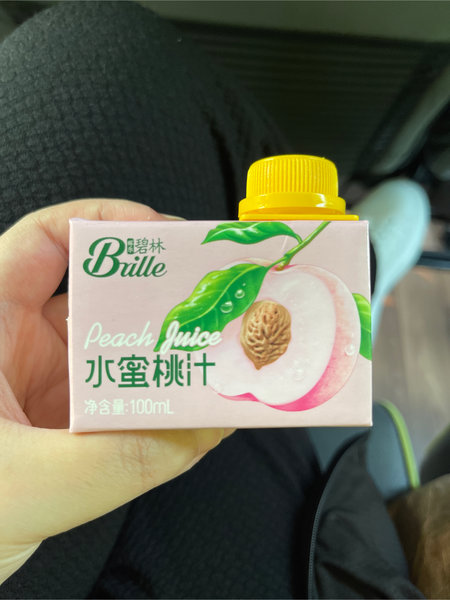 碧林
Brille
Peach Juice
水蜜桃汁
净含量:100mL